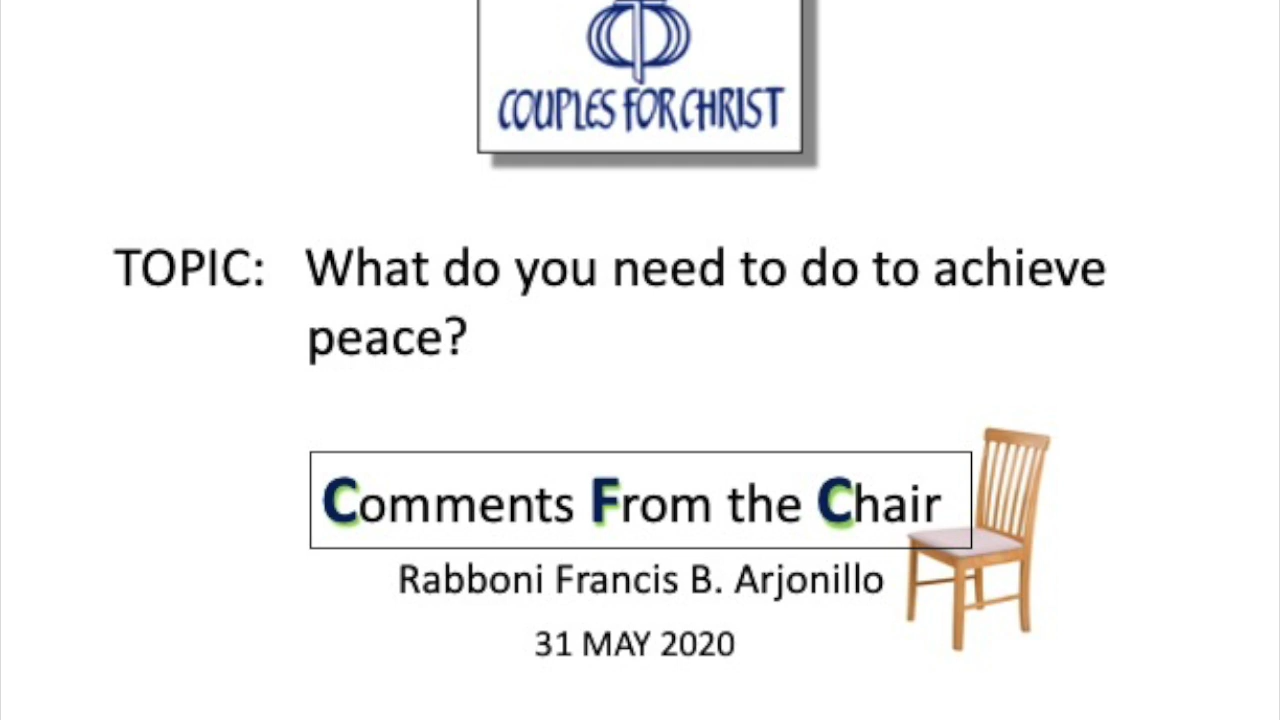 COUPLES FOR CHRIST
TOPIC: What do you need to do to achieve
peace?
Comments From the Chair
Rabboni Francis B. Arjonillo
31 MAY 2020